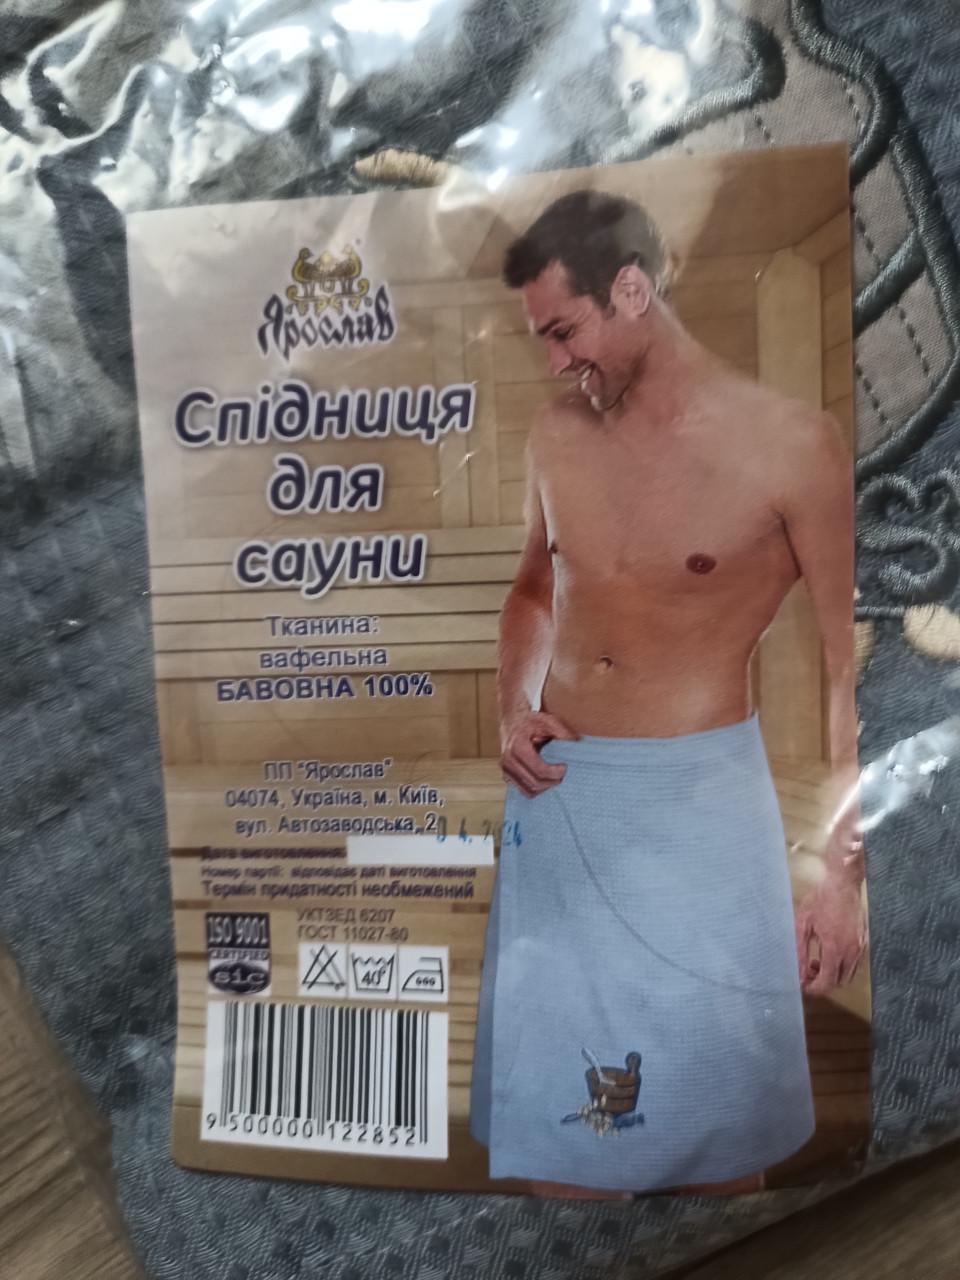 Ярослав
Спідниця
для
сауни
Тканина:
вафельна
БАВОВНА 100%
ПП "Ярослав"
04074, Україна, м. Київ,
вул. Автозаводська, 2
Дата виготовлення:
Номер партії: відповідає даті виготовлення
Термін придатності необмежений
УКТЗЕД 6207
ГОСТ 11027-80
ISO 9001
CERTIFIED
sic
40°
9 500000 122852